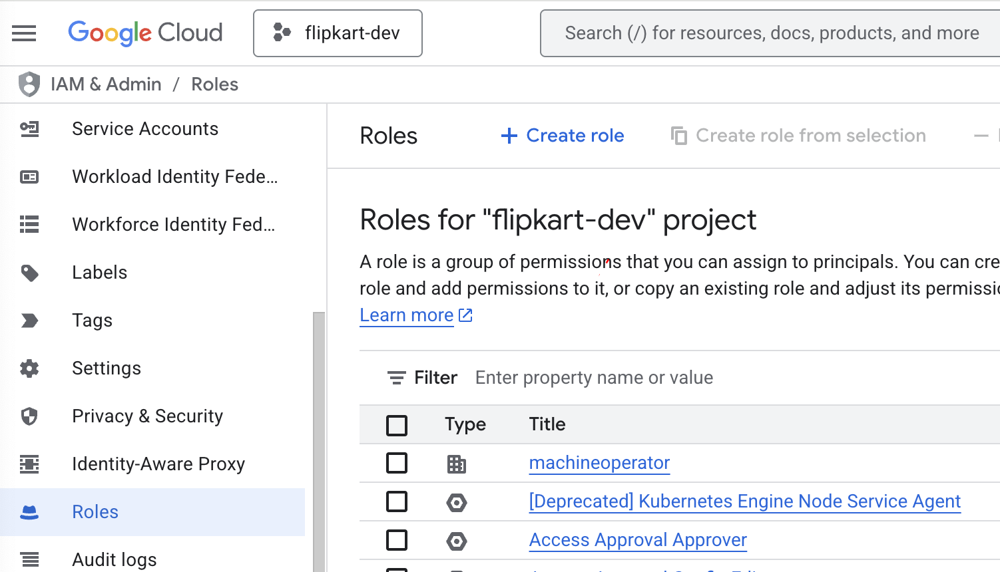 Google Cloud
flipkart-dev
Search (/) for resources, docs, products, and more
IAM & Admin / Roles
Service Accounts
Workload Identity Fede...
Workforce Identity Fed...
Labels
Tags
Settings
Privacy & Security
Identity-Aware Proxy
Roles
Audit logs
Roles
+ Create role
Create role from selection
Roles for "flipkart-dev" project
A role is a group of permissions that you can assign to principals. You can cre
role and add permissions to it, or copy an existing role and adjust its permissio
Learn more
Filter Enter property name or value
Type Title
machineoperator
[Deprecated] Kubernetes Engine Node Service Agent
Access Approval Approver